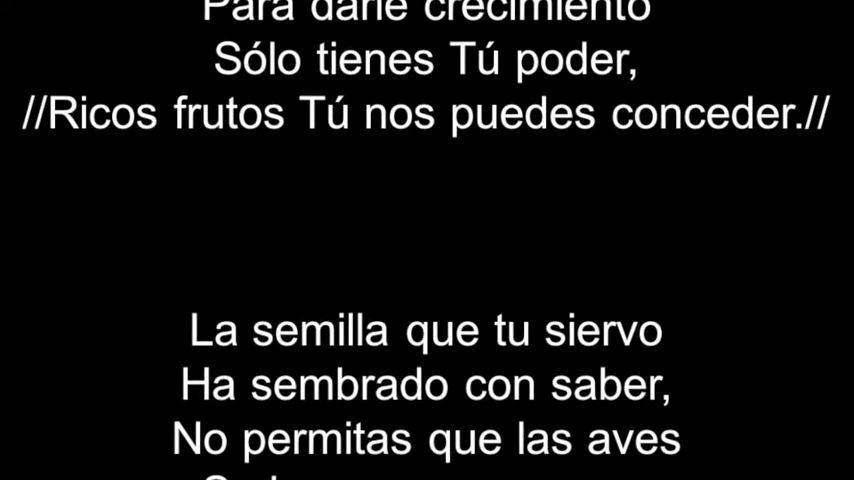 Para darle crecimiento
Sólo tienes Tú poder,
//Ricos frutos Tú nos puedes conceder.//
La semilla que tu siervo
Ha sembrado con saber,
No permitas que las aves